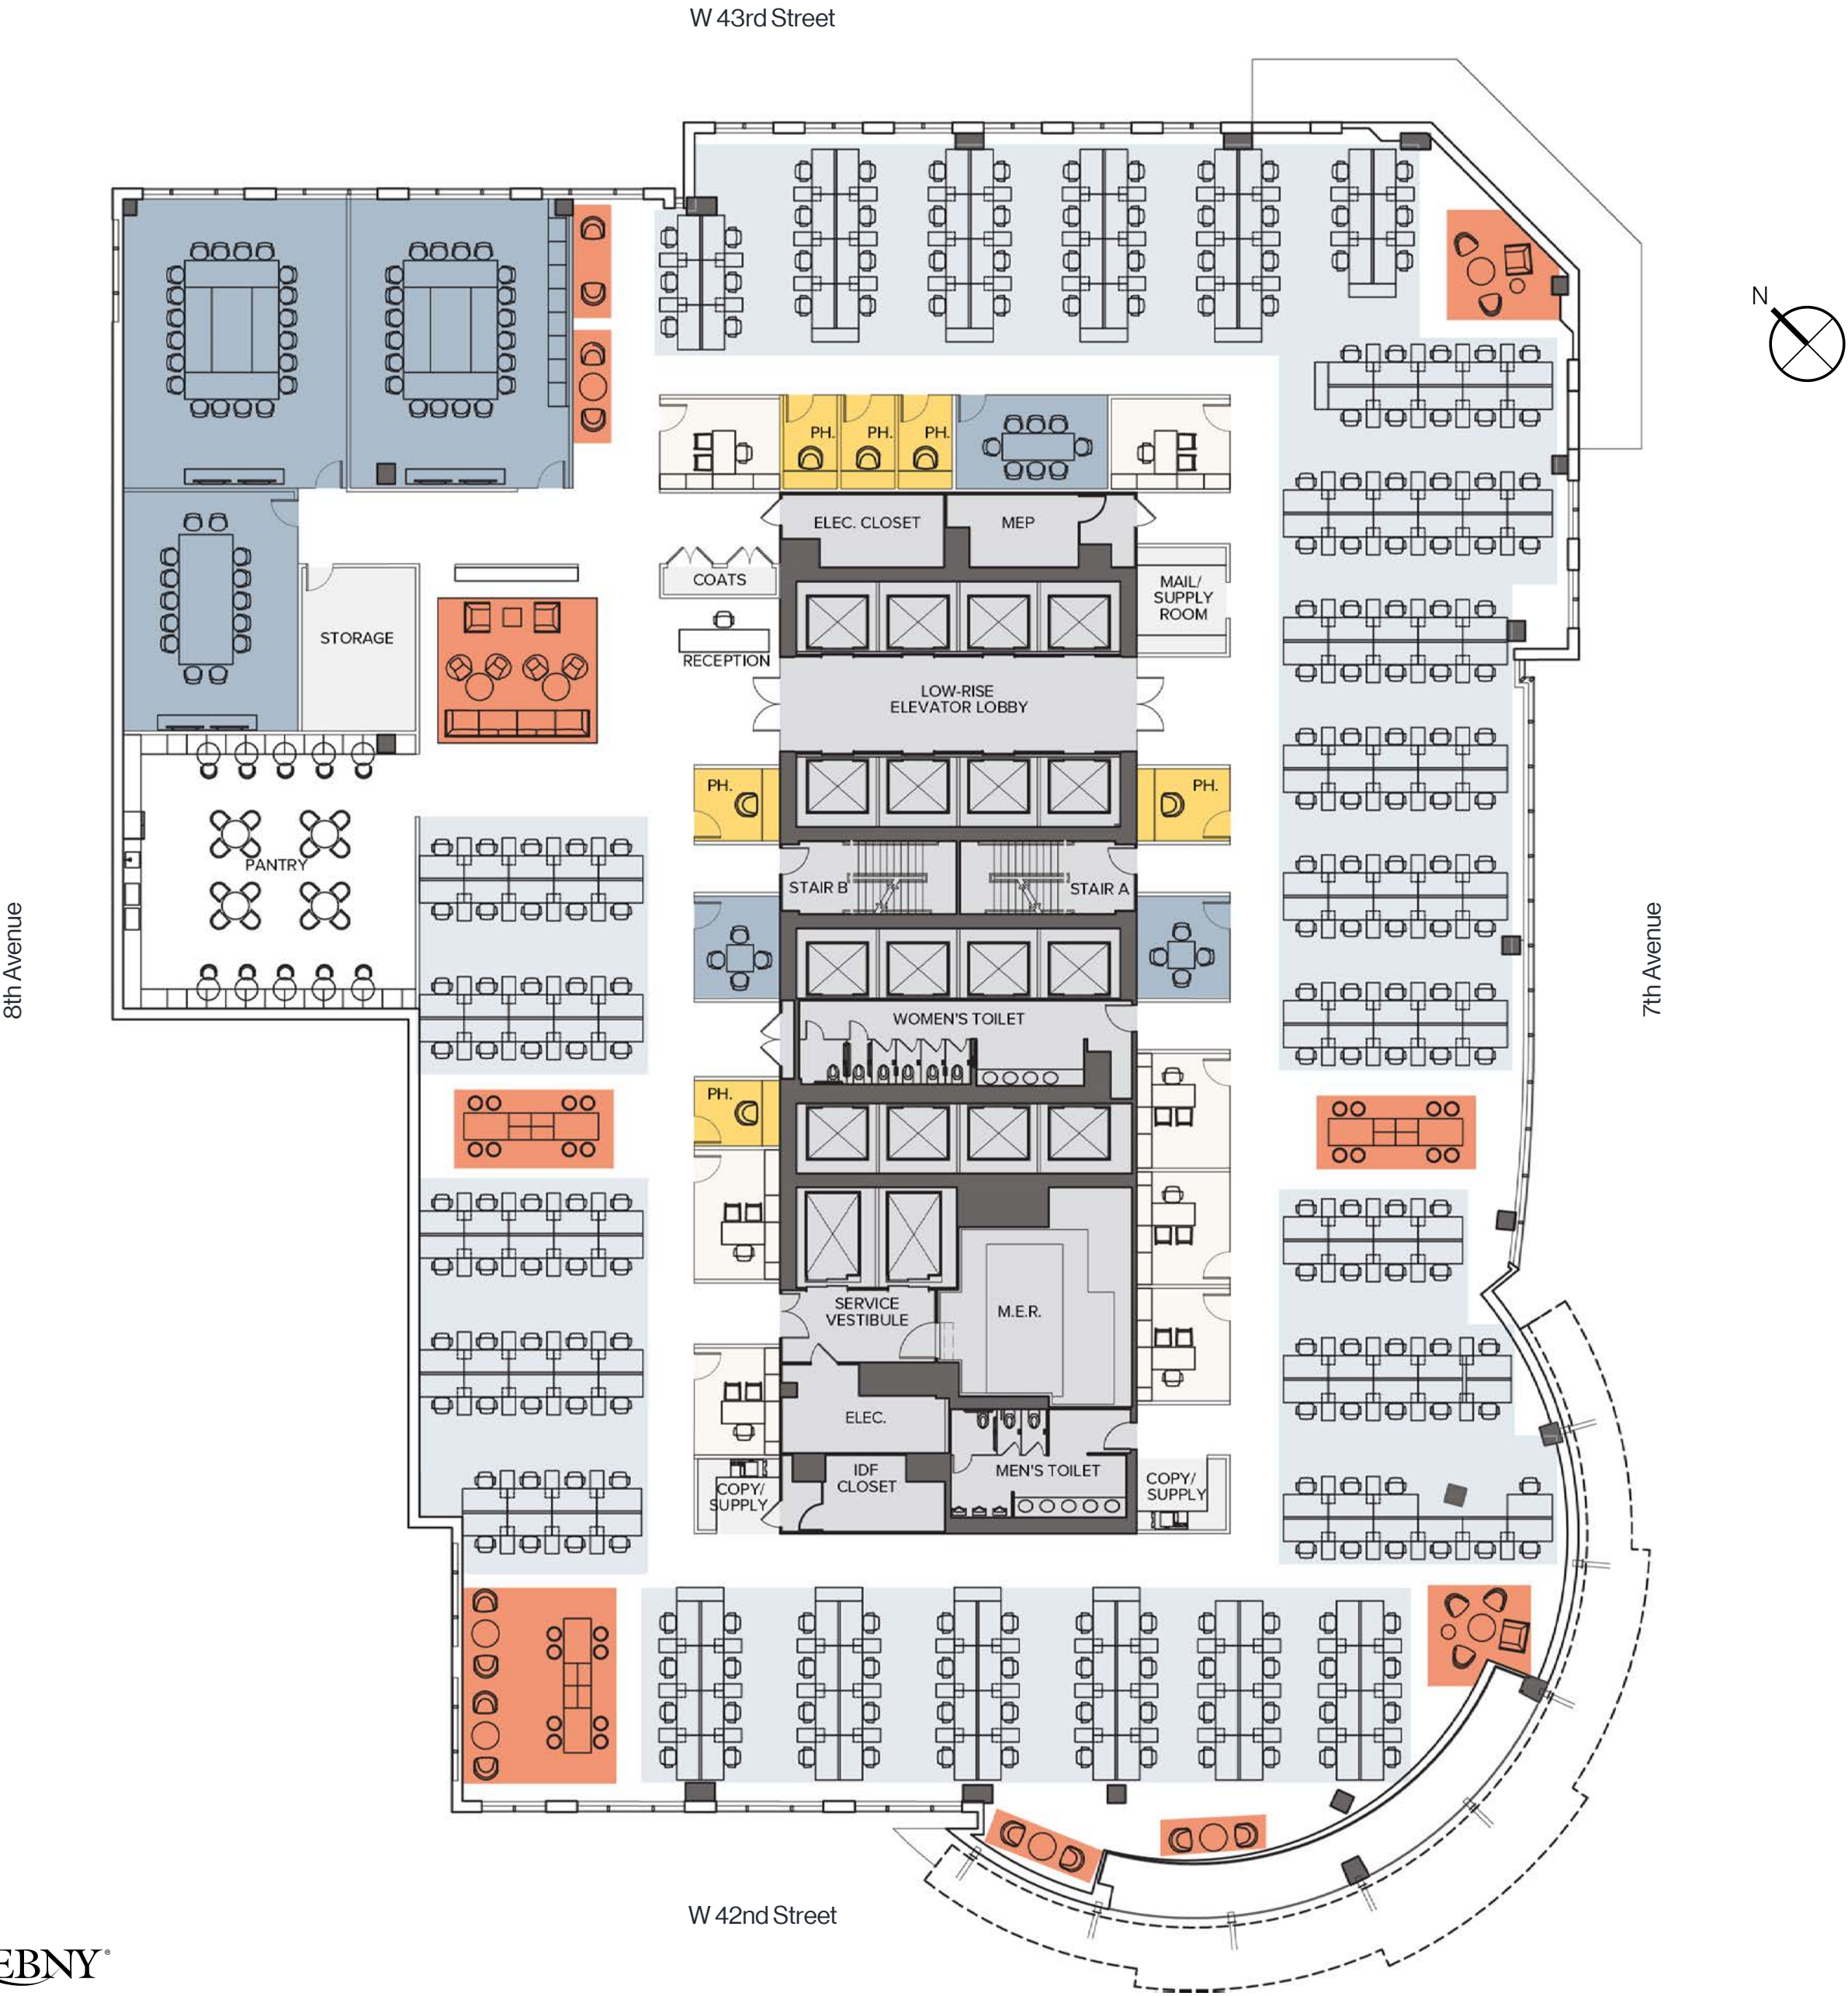 W 43rd Street
N
PH.
PH.
PH.
ELEC. CLOSET
MEP
COATS
MAIL/
SUPPLY
ROOM
STORAGE
RECEPTION
LOW-RISE
ELEVATOR LOBBY
PH.
PH.
PANTRY
STAIR B
STAIR A
8th Avenue
7th Avenue
WOMEN'S TOILET
PH.
SERVICE
VESTIBULE
M.E.R.
ELEC.
IDF
CLOSET
MEN'S TOILET
COPY/
SUPPLY
COPY/
SUPPLY
W 42nd Street
EBNY®